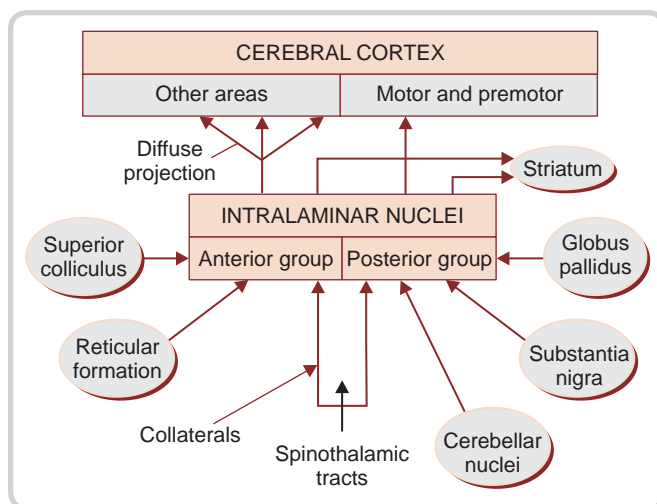 CEREBRAL CORTEX
Other areas
Motor and premotor
Diffuse
projection
Striatum
INTRALAMINAR NUCLEI
Superior
colliculus
Anterior group
Posterior group
Globus
pallidus
Reticular
formation
Substantia
nigra
Collaterals
Spinothalamic
tracts
Cerebellar
nuclei